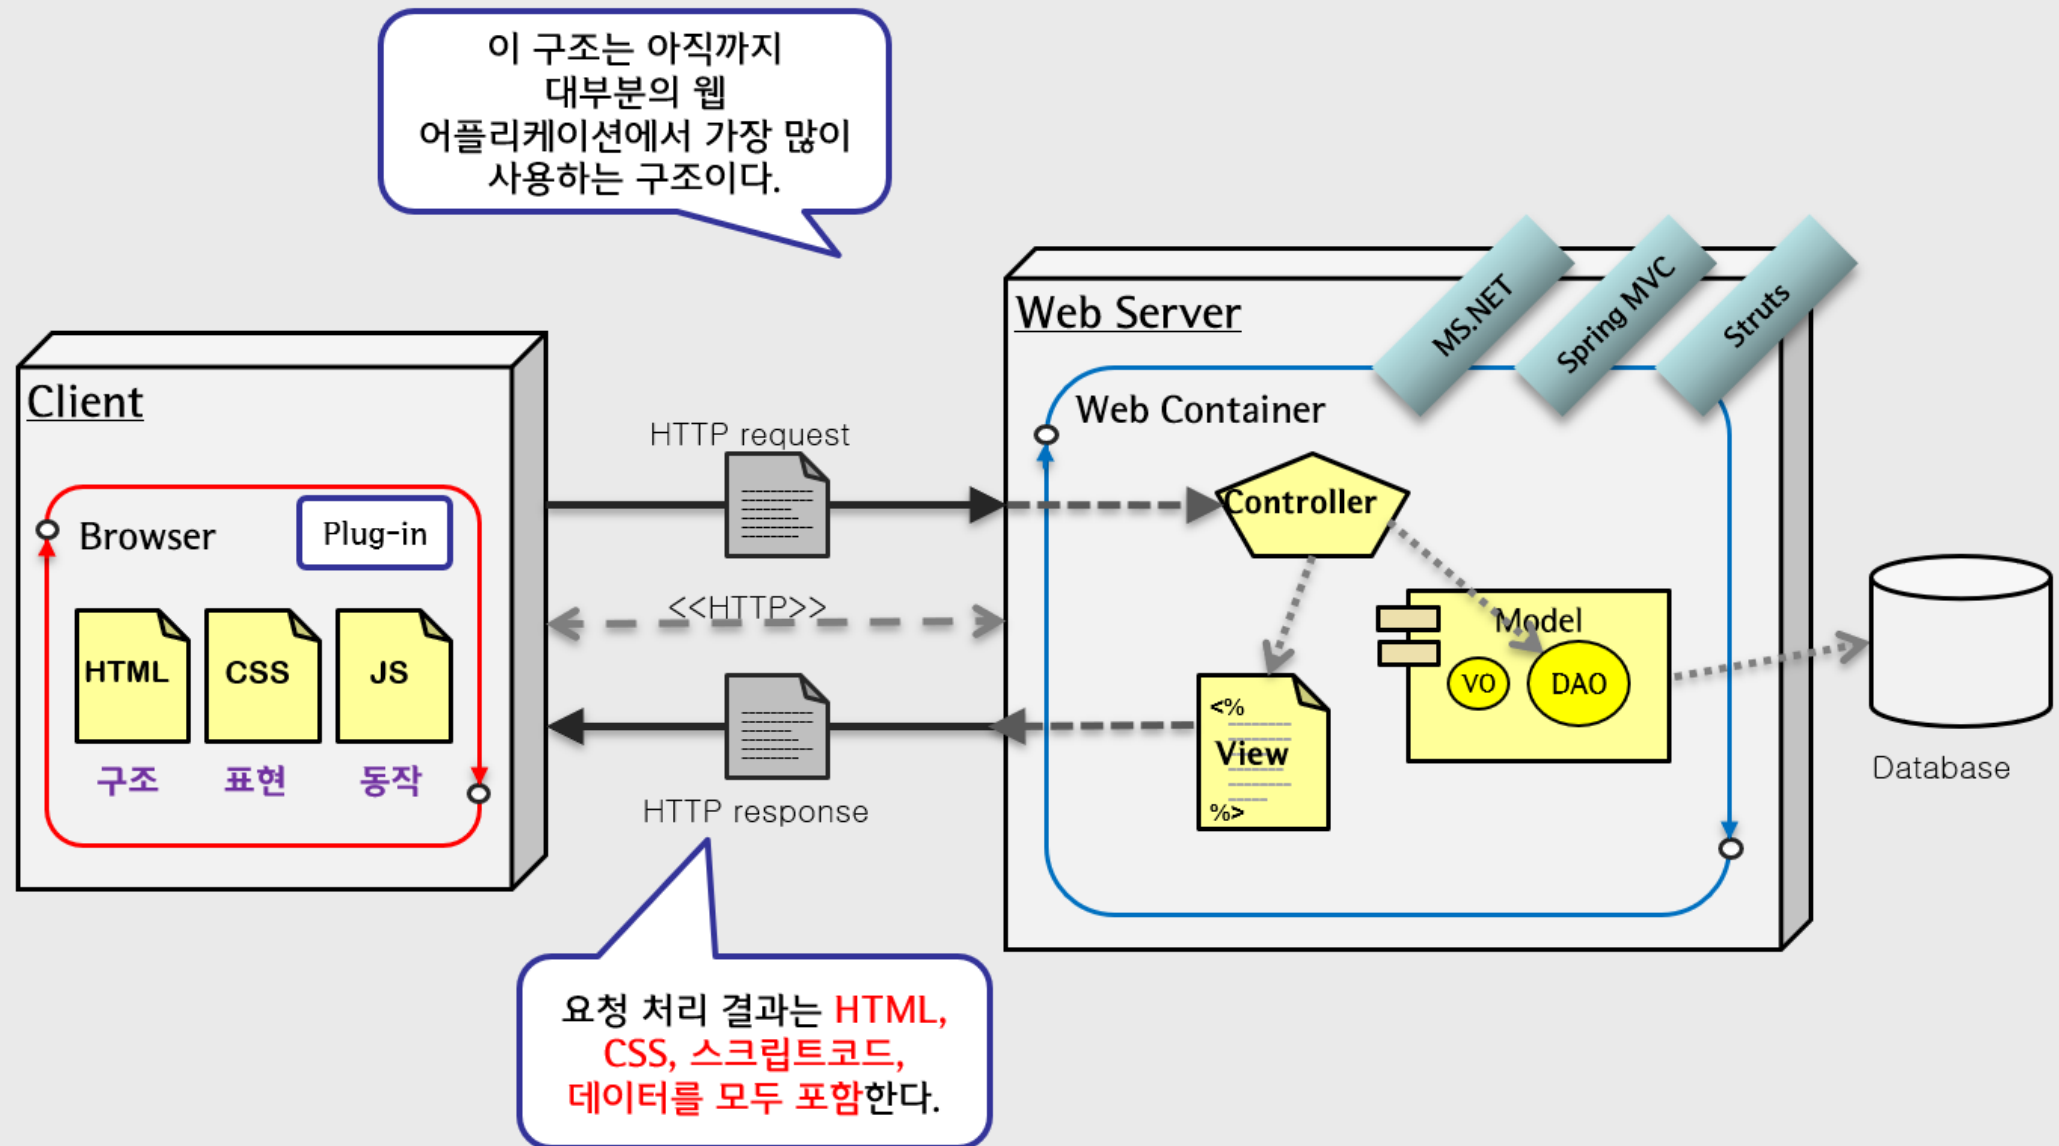 이 구조는 아직까지
대부분의 웹
어플리케이션에서 가장 많이
사용하는 구조이다.
MS.NET
Spring MVC
Struts
Web Server
Client
Web Container
HTTP request
Controller
Browser
Plug-in
<<HTTP>>
Model
HTML
CSS
JS
VO
DAO
<%
View
%>
구조
표현
동작
Database
HTTP response
요청 처리 결과는 HTML,
CSS, 스크립트코드,
데이터를 모두 포함한다.